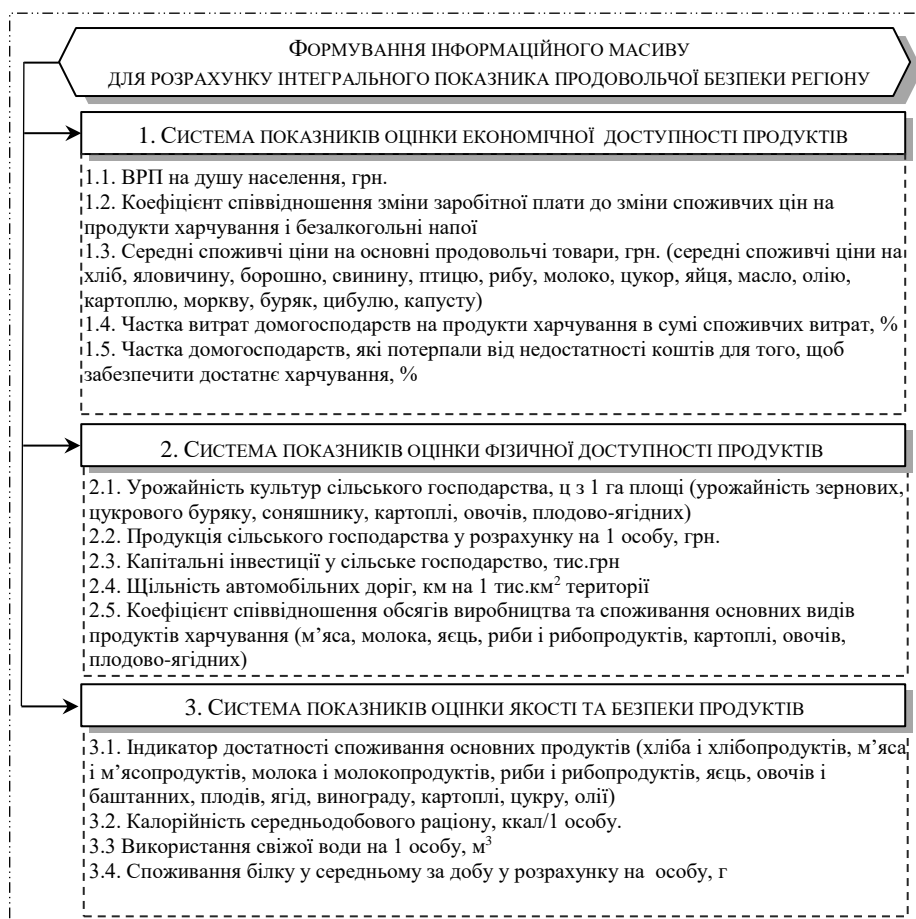 ФОРМУВАННЯ ІНФОРМАЦІЙНОГО МАСИВУ
ДЛЯ РОЗРАХУНКУ ІНТЕГРАЛЬНОГО ПОКАЗНИКА ПРОДОВОЛЬЧОЇ БЕЗПЕКИ РЕГІОНУ
1. СИСТЕМА ПОКАЗНИКІВ ОЦІНКИ ЕКОНОМІЧНОЇ ДОСТУПНОСТІ ПРОДУКТІВ
1.1. ВРП на душу населення, грн.
1.2. Коефіцієнт співвідношення зміни заробітної плати до зміни споживчих цін на
продукти харчування і безалкогольні напої
1.3. Середні споживчі ціни на основні продовольчі товари, грн. (середні споживчі ціни на
хліб, яловичину, борошно, свинину, птицю, рибу, молоко, цукор, яйця, масло, олію,
картоплю, моркву, буряк, цибулю, капусту)
1.4. Частка витрат домогосподарств на продукти харчування в сумі споживчих витрат, %
1.5. Частка домогосподарств, які потерпали від недостатності коштів для того, щоб
забезпечити достатнє харчування, %
2. СИСТЕМА ПОКАЗНИКІВ ОЦІНКИ ФІЗИЧНОЇ ДОСТУПНОСТІ ПРОДУКТІВ
2.1. Урожайність культур сільського господарства, ц з 1 га площі (урожайність зернових,
цукрового буряку, соняшнику, картоплі, овочів, плодово-ягідних)
2.2. Продукція сільського господарства у розрахунку на 1 особу, грн.
2.3. Капітальні інвестиції у сільське господарство, тис.грн
2.4. Щільність автомобільних доріг, км на 1 тис.км² території
2.5. Коефіцієнт співвідношення обсягів виробництва та споживання основних видів
продуктів харчування (м’яса, молока, яєць, риби і рибопродуктів, картоплі, овочів,
плодово-ягідних)
3. СИСТЕМА ПОКАЗНИКІВ ОЦІНКИ ЯКОСТІ ТА БЕЗПЕКИ ПРОДУКТІВ
3.1. Індикатор достатності споживання основних продуктів (хліба і хлібопродуктів, м’яса
і м’ясопродуктів, молока і молокопродуктів, риби і рибопродуктів, яєць, овочів і
баштанних, плодів, ягід, винограду, картоплі, цукру, олії)
3.2. Калорійність середньодобового раціону, ккал/1 особу.
3.3 Використання свіжої води на 1 особу, м³
3.4. Споживання білку у середньому за добу у розрахунку на особу, г